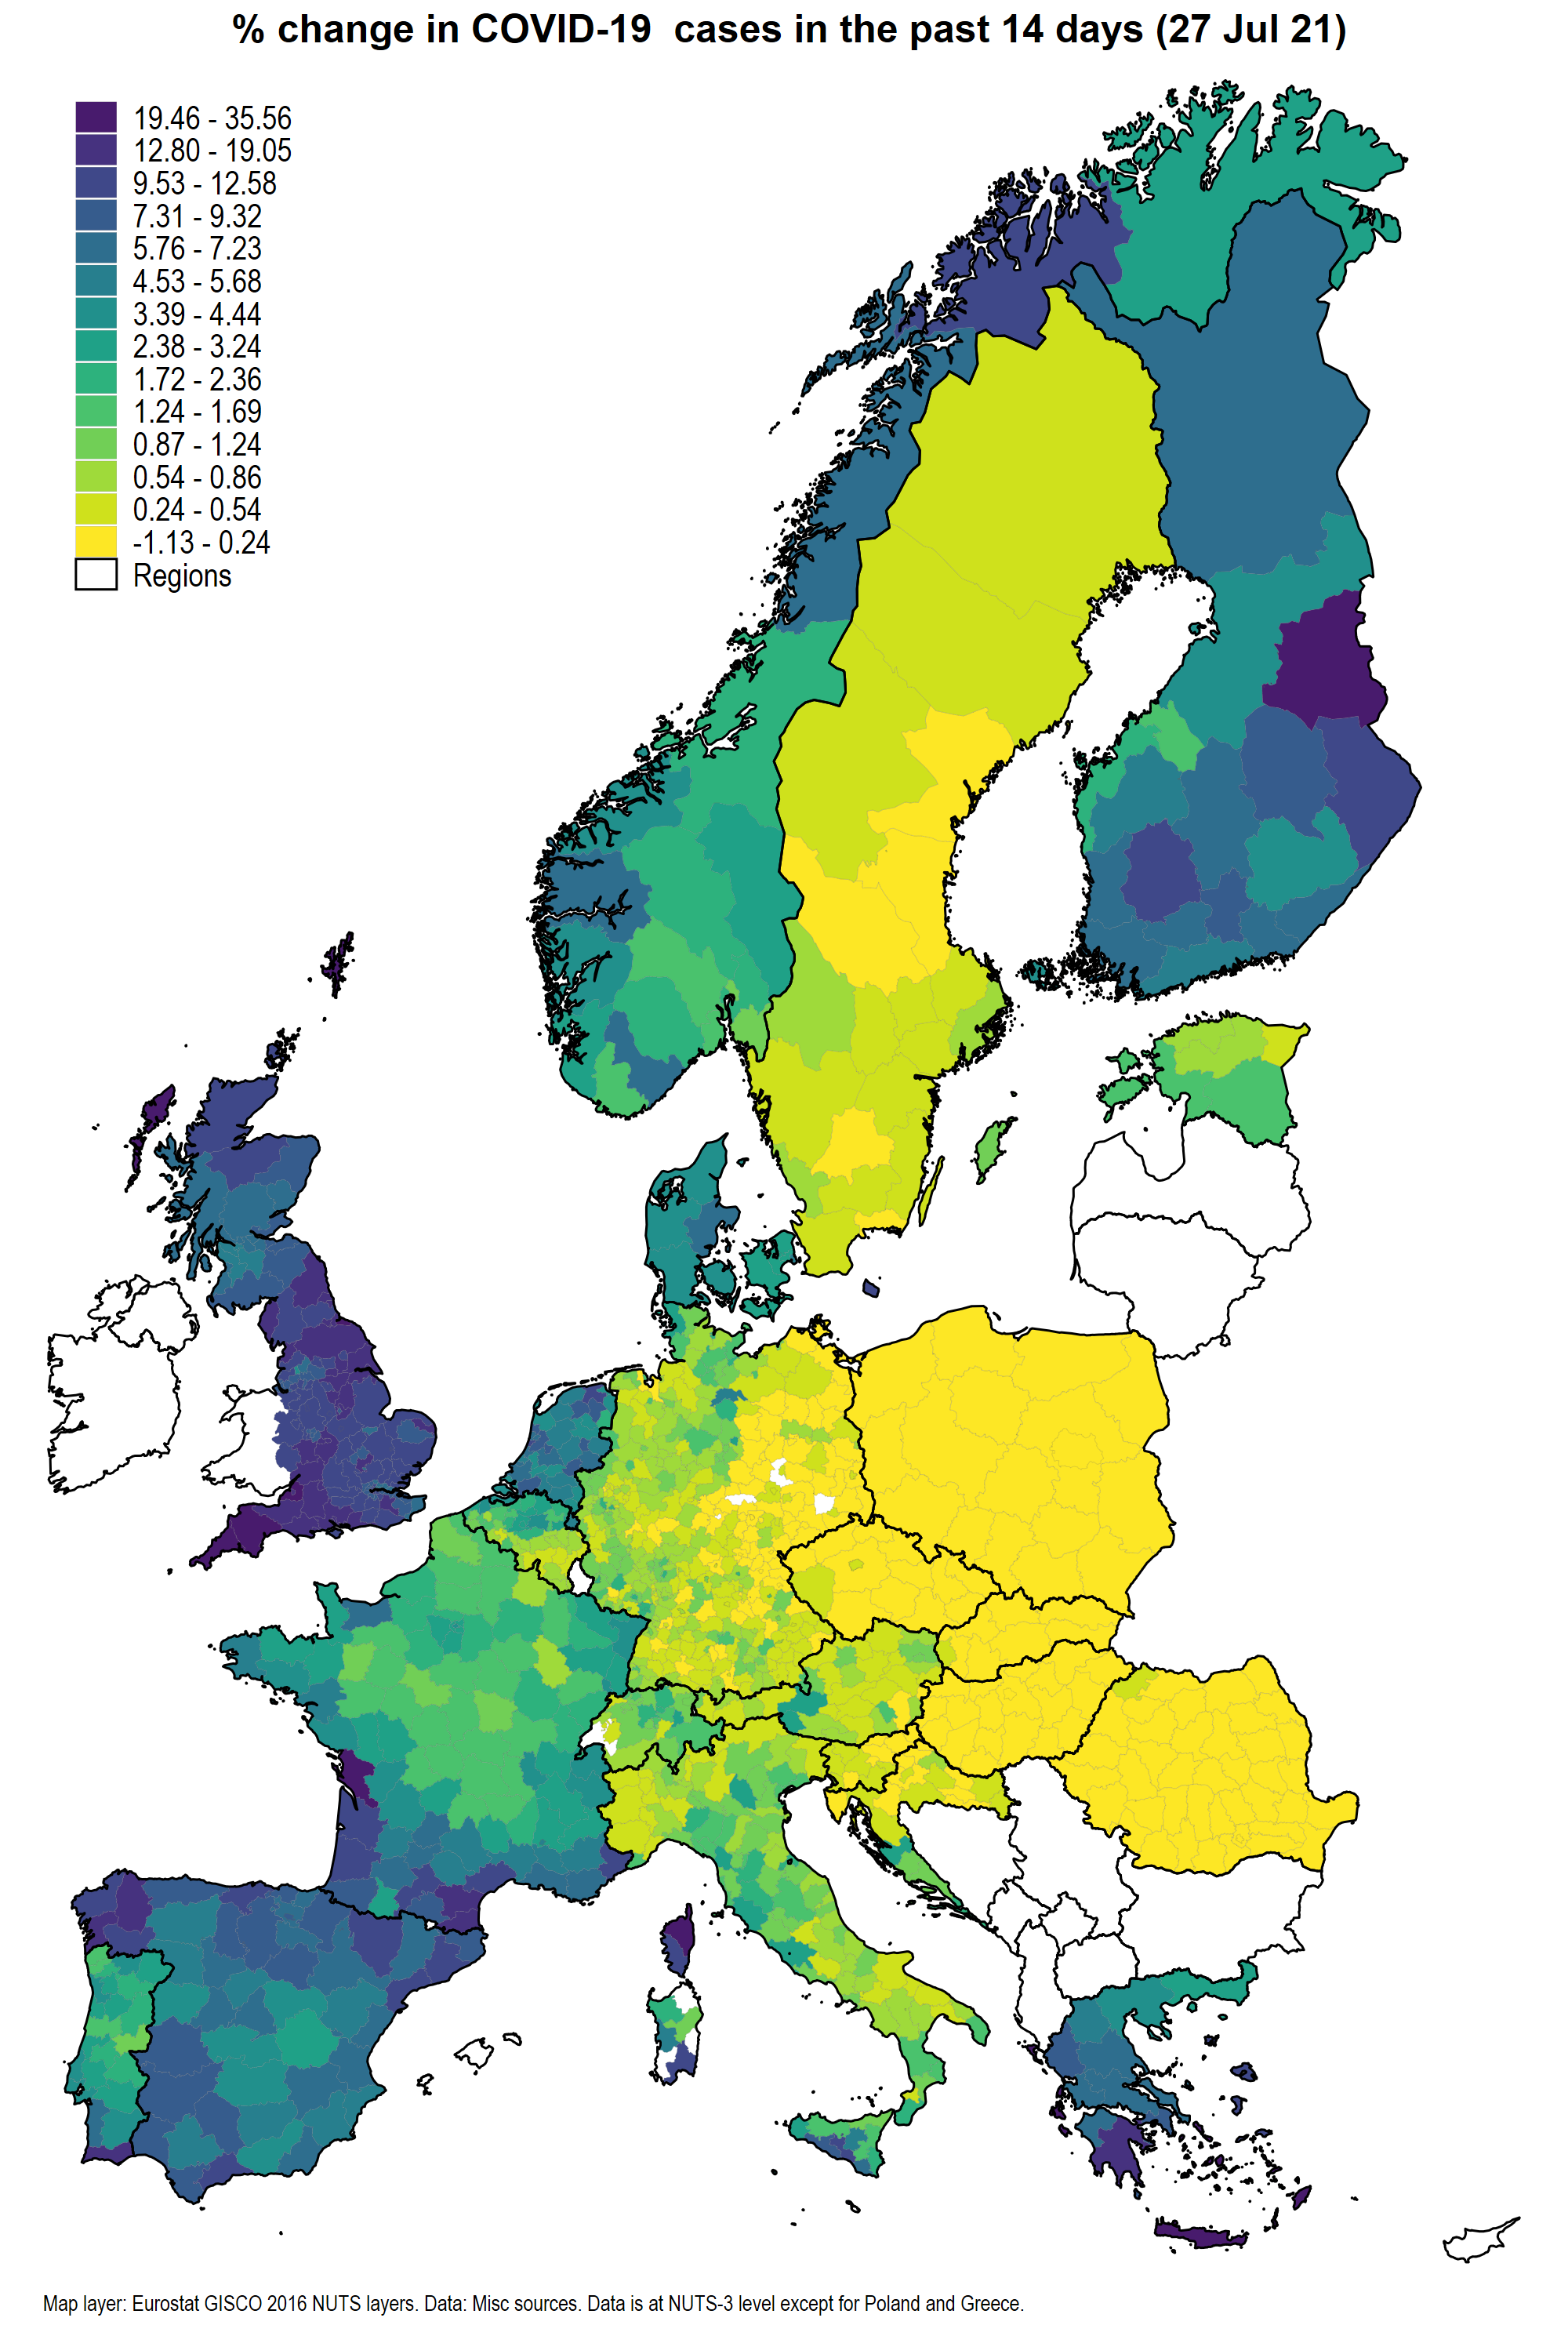 % change in COVID-19  cases in the past 14 days (27 Jul 21)
19.46 - 35.56
12.80 - 19.05
9.53 - 12.58
7.31 - 9.32
5.76 - 7.23
4.53 - 5.68
3.39 - 4.44
2.38 - 3.24
1.72 - 2.36
1.24 - 1.69
0.87 - 1.24
0.54 - 0.86
0.24 - 0.54
-1.13 - 0.24
Regions
Map layer: Eurostat GISCO 2016 NUTS layers. Data: Misc sources. Data is at NUTS-3 level except for Poland and Greece.